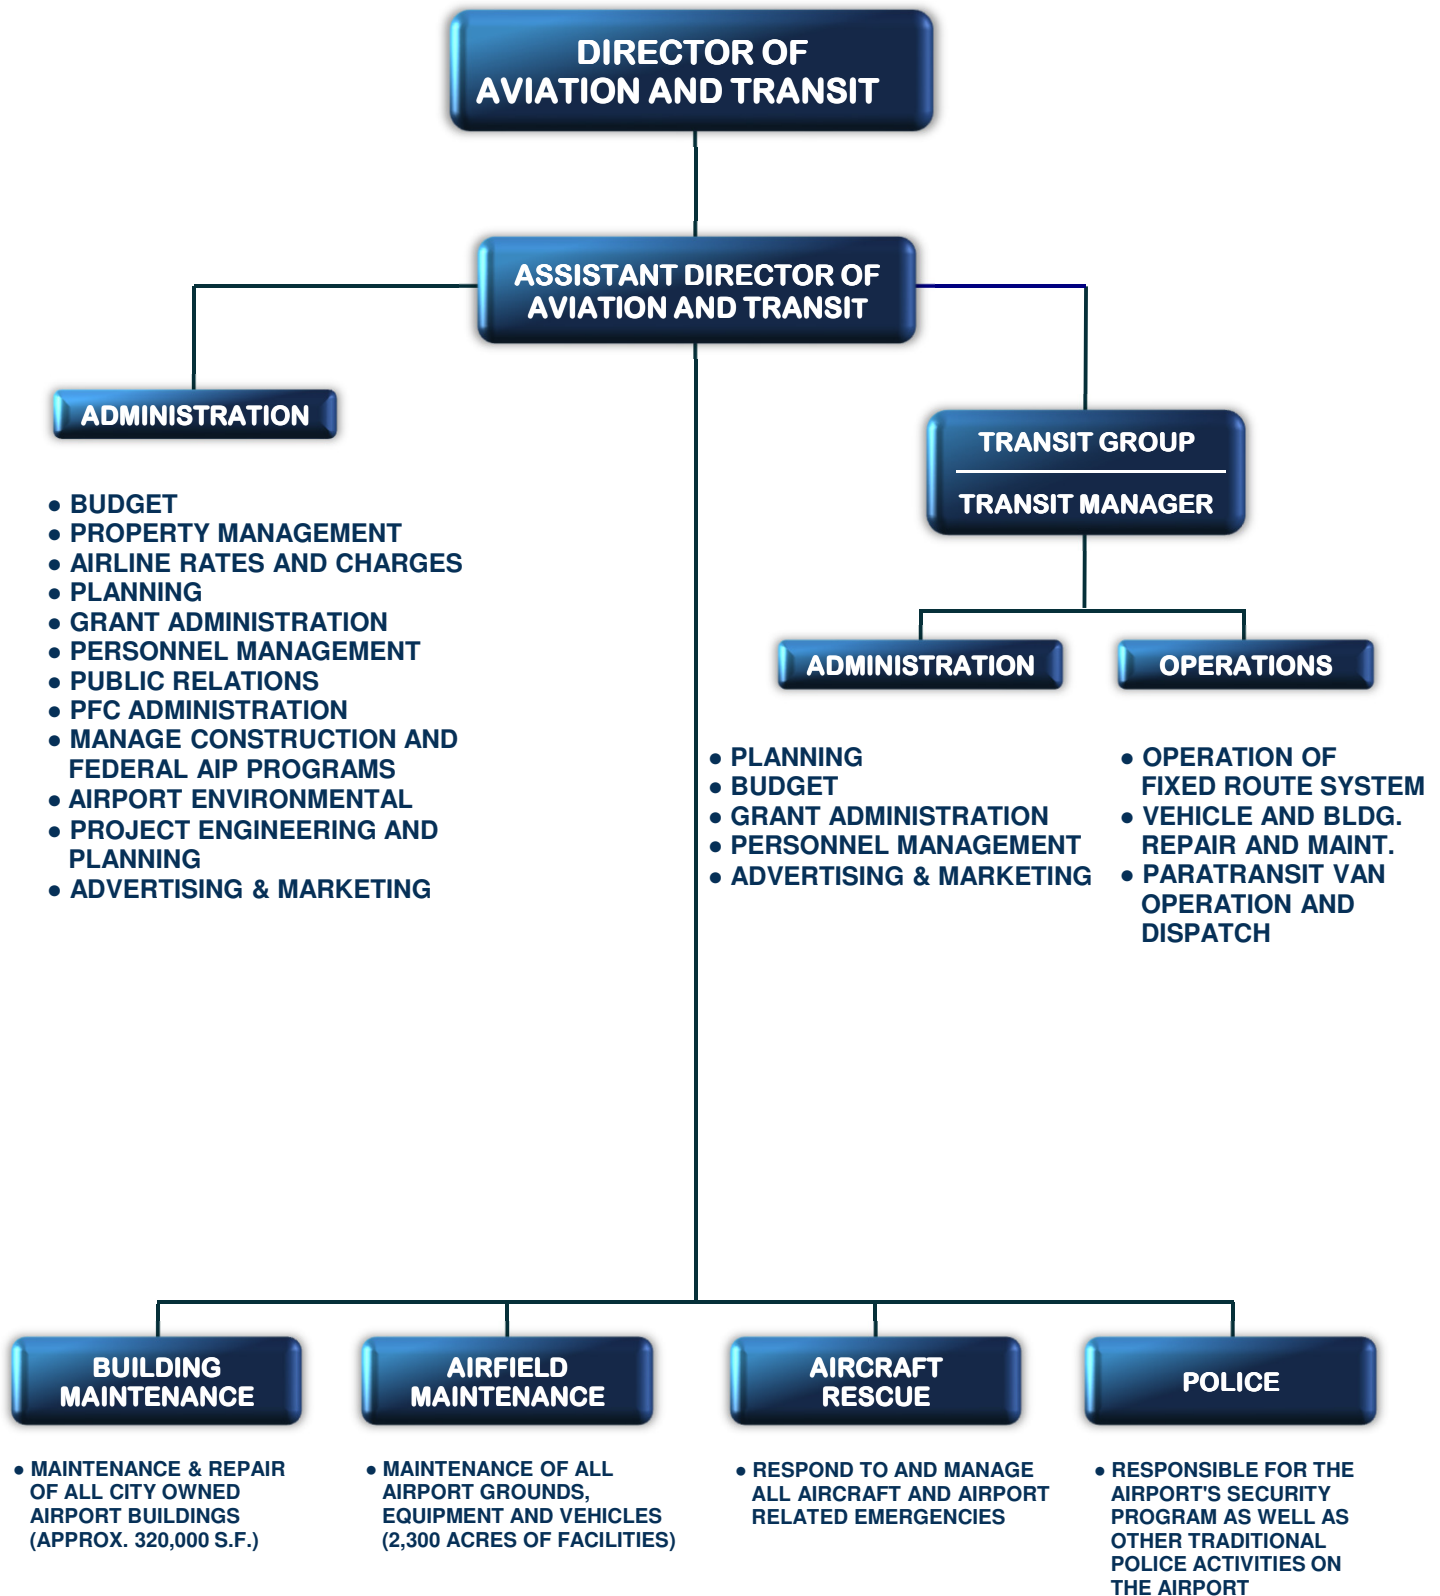 DIRECTOR OF
AVIATION AND TRANSIT
ASSISTANT DIRECTOR OF
AVIATION AND TRANSIT
ADMINISTRATION
● BUDGET
● PROPERTY MANAGEMENT
● AIRLINE RATES AND CHARGES
● PLANNING
● GRANT ADMINISTRATION
● PERSONNEL MANAGEMENT
● PUBLIC RELATIONS
● PFC ADMINISTRATION
● MANAGE CONSTRUCTION AND
FEDERAL AIP PROGRAMS
● AIRPORT ENVIRONMENTAL
● PROJECT ENGINEERING AND
PLANNING
● ADVERTISING & MARKETING
TRANSIT GROUP
TRANSIT MANAGER
ADMINISTRATION
● PLANNING
● BUDGET
● GRANT ADMINISTRATION
● PERSONNEL MANAGEMENT
● ADVERTISING & MARKETING
OPERATIONS
● OPERATION OF
FIXED ROUTE SYSTEM
● VEHICLE AND BLDG.
REPAIR AND MAINT.
● PARATRANSIT VAN
OPERATION AND
DISPATCH
BUILDING
MAINTENANCE
● MAINTENANCE & REPAIR
OF ALL CITY OWNED
AIRPORT BUILDINGS
(APPROX. 320,000 S.F.)
AIRFIELD
MAINTENANCE
● MAINTENANCE OF ALL
AIRPORT GROUNDS,
EQUIPMENT AND VEHICLES
(2,300 ACRES OF FACILITIES)
AIRCRAFT
RESCUE
● RESPOND TO AND MANAGE
ALL AIRCRAFT AND AIRPORT
RELATED EMERGENCIES
POLICE
● RESPONSIBLE FOR THE
AIRPORT'S SECURITY
PROGRAM AS WELL AS
OTHER TRADITIONAL
POLICE ACTIVITIES ON
THE AIRPORT